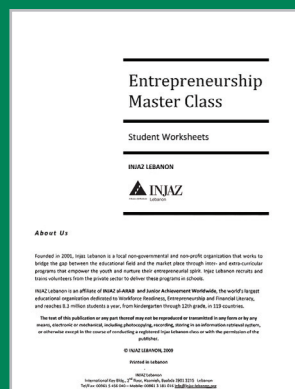 Entrepreneurship
Master Class
Student Worksheets
INJAZ LEBANON
INJAZ
Lebanon
About Us
Founded in 2001, Injaz Lebanon is a local non-governmental and non-profit organization that works to
bridge the gap between the educational field and the market place through inter- and extra-curricular
programs that empower the youth and nurture their entrepreneurial spirit. Injaz Lebanon recruits and
trains volunteers from the private sector to deliver these programs in schools.
INJAZ Lebanon is an affiliate of INJAZ al-ARAB and Junior Achievement Worldwide, the world's largest
educational organization dedicated to Workforce Readiness, Entrepreneurship and Financial Literacy,
and reaches 8.3 million students a year, from kindergarten through 12th grade, in 119 countries.
The text of this publication or any part thereof may not be reproduced or transmitted in any form or by any
means, electronic or mechanical, including photocopying, recording, storing in an information retrieval system,
or otherwise except in the course of conducting a registered Injaz Lebanon class or with the permission of the
publisher.
© INJAZ LEBANON, 2009
Printed in Lebanon
INJAZ Lebanon